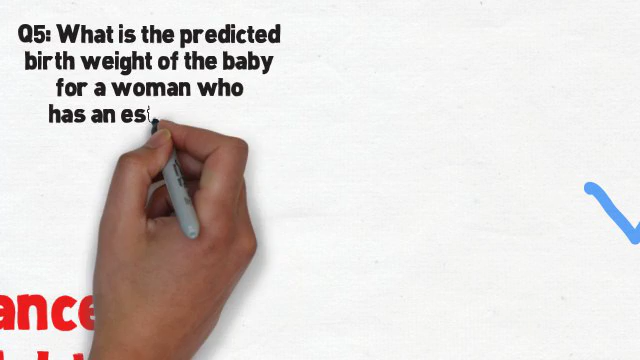 Q5: What is the predicted
birth weight of the baby
for a woman who
has an es
ance